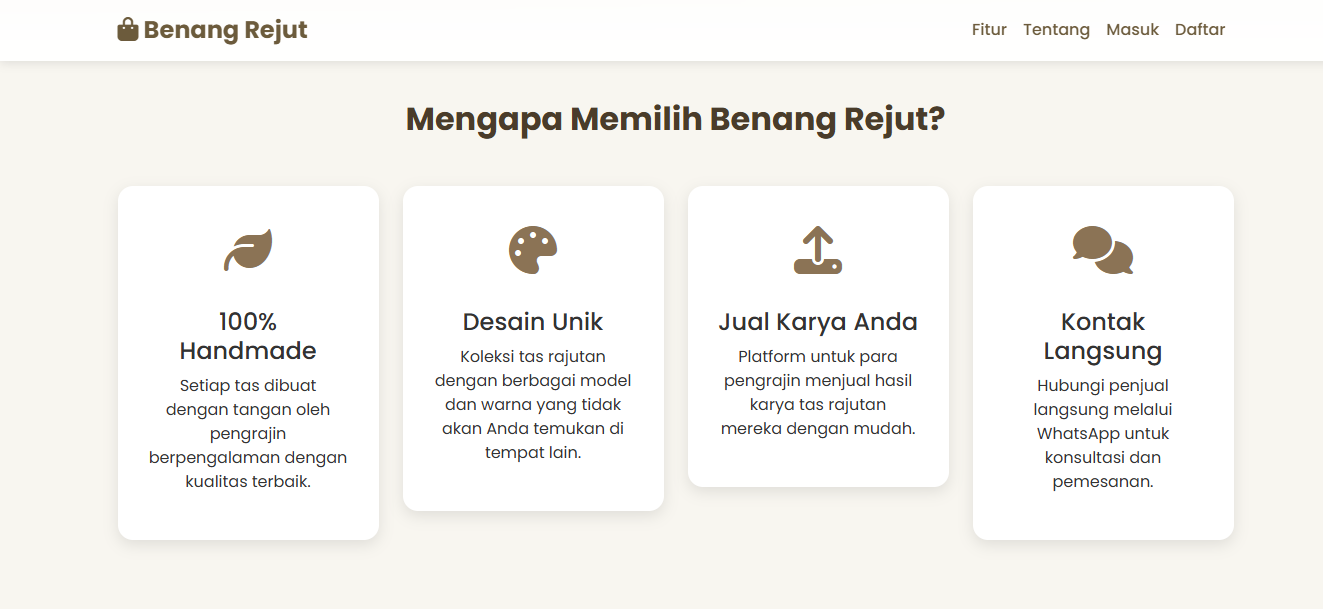 Benang Rejut
Fitur Tentang Masuk Daftar
Mengapa Memilih Benang Rejut?
100%
Handmade
Setiap tas dibuat
dengan tangan oleh
pengrajin
berpengalaman dengan
kualitas terbaik.
Desain Unik
Koleksi tas rajutan
dengan berbagai model
dan warna yang tidak
akan Anda temukan di
tempat lain.
Jual Karya Anda
Platform untuk para
pengrajin menjual hasil
karya tas rajutan
mereka dengan mudah.
Kontak
Langsung
Hubungi penjual
langsung melalui
WhatsApp untuk
konsultasi dan
pemesanan.